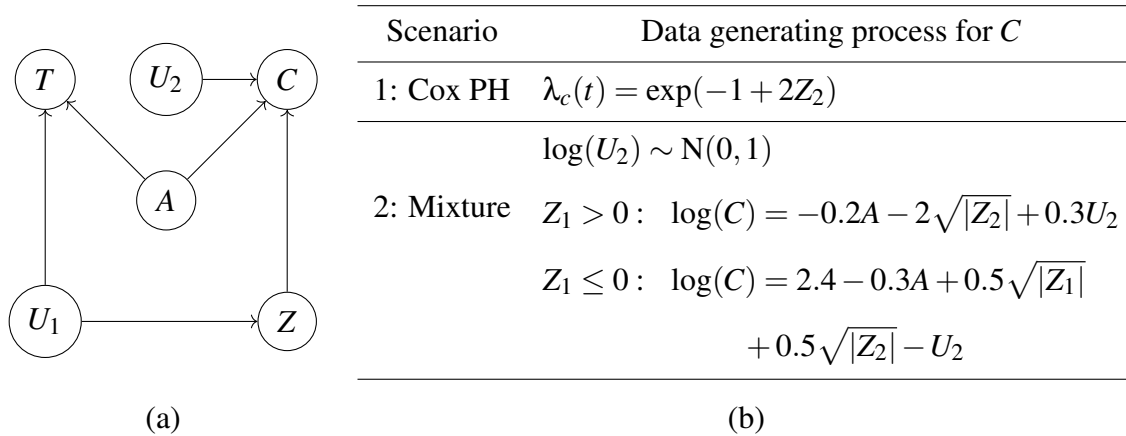 T U₂ C
A
U₁ Z
(a)
Scenario Data generating process for C
1: Cox PH λ_c(t) = exp(−1 + 2Z₂)
log(U₂) ∼ N(0, 1)
2: Mixture Z₁ > 0 : log(C) = −0.2A − 2√|Z₂| + 0.3U₂
Z₁ ≤ 0 : log(C) = 2.4 − 0.3A + 0.5√|Z₁|
+ 0.5√|Z₂| − U₂
(b)